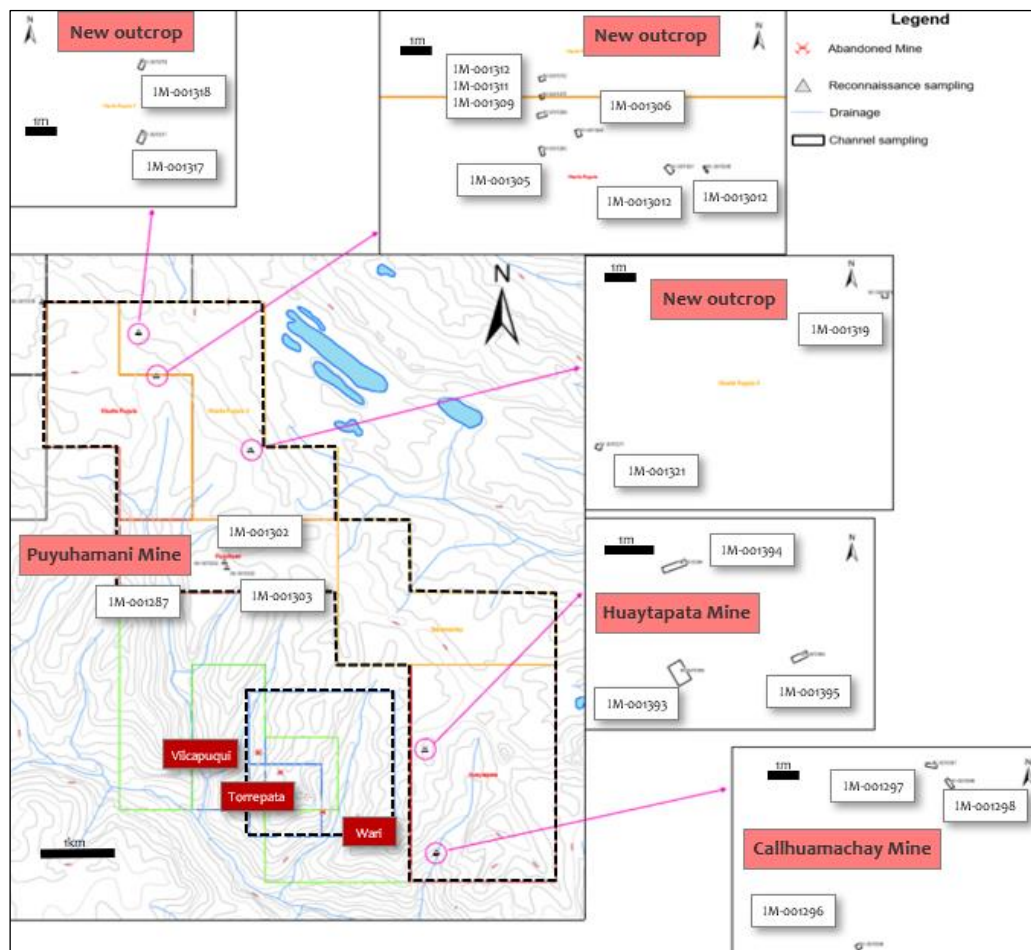 New outcrop
IM-001318
1m
IM-001317
1m
New outcrop
IM-001312
IM-001311
IM-001309
IM-001306
IM-001305
IM-0013012
IM-0013012
Legend
Abandoned Mine
Reconnaissance sampling
Drainage
Channel sampling
N
1m
New outcrop
IM-001319
IM-001321
IM-001302
Puyuhamani Mine
IM-001287
IM-001303
1m
IM-001394
Huaytapata Mine
IM-001393
IM-001395
Vilcapuqui
Torrepata
Wari
1km
1m
IM-001297
IM-001298
Callhuamachay Mine
IM-001296